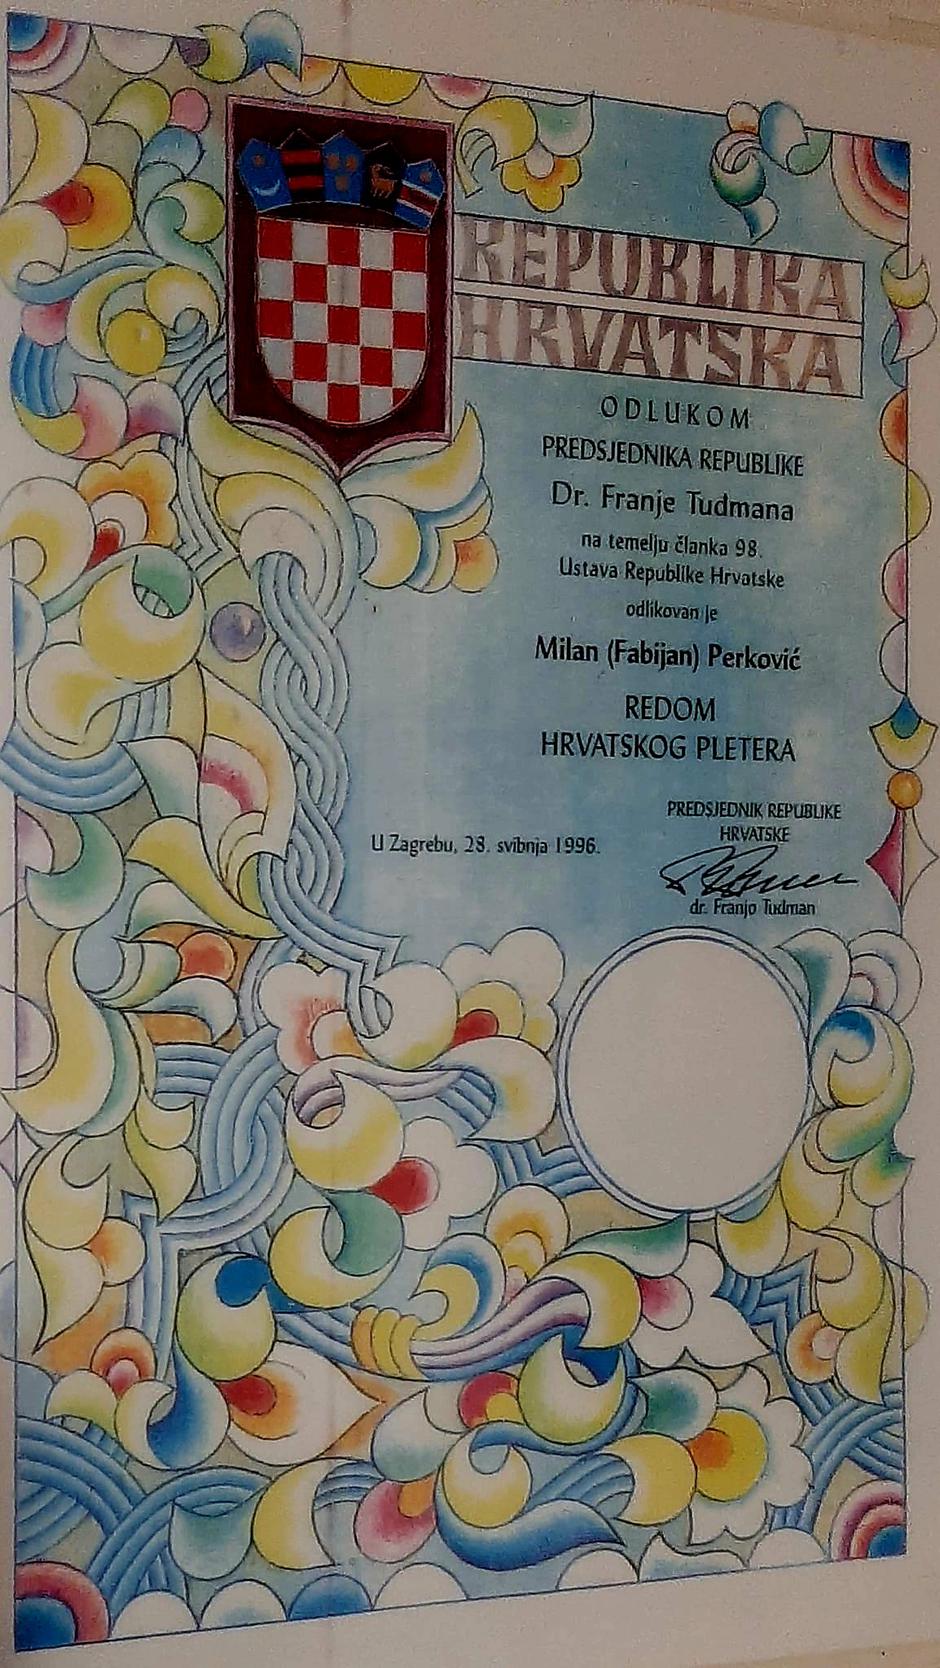 REPUBLIKA
HRVATSKA
ODLUKOM
PREDSJEDNIKA REPUBLIKE
Dr. Franje Tuđmana
na temelju članka 98.
Ustava Republike Hrvatske
odlikovan je
Milan (Fabijan) Perković
REDOM
HRVATSKOG PLETERA
U Zagrebu, 28. svibnja 1996.
PREDSJEDNIK REPUBLIKE
HRVATSKE
dr. Franjo Tuđman